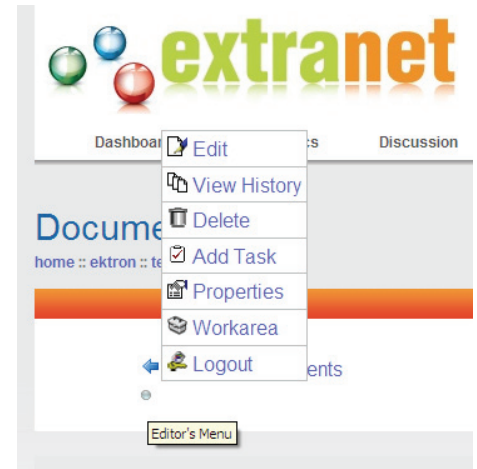 extranet
Dashboar
cs Discussion
Edit
View History
Delete
Docume
Add Task
home :: ektron :: te
Properties
Workarea
Logout
ents
Editor's Menu